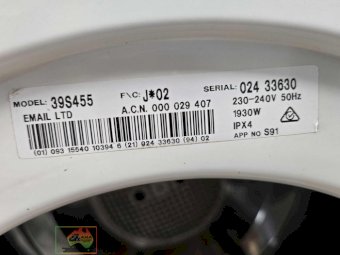 MODEL: 39S455 F\C: J*02 SERIAL: 024 33630
EMAIL LTD A.C.N. 000 029 407 230-240V 50Hz
1930W
IPX4
APP NO S91
(01) 093 15540 10394 6 (21) 924 33630 (94) 02